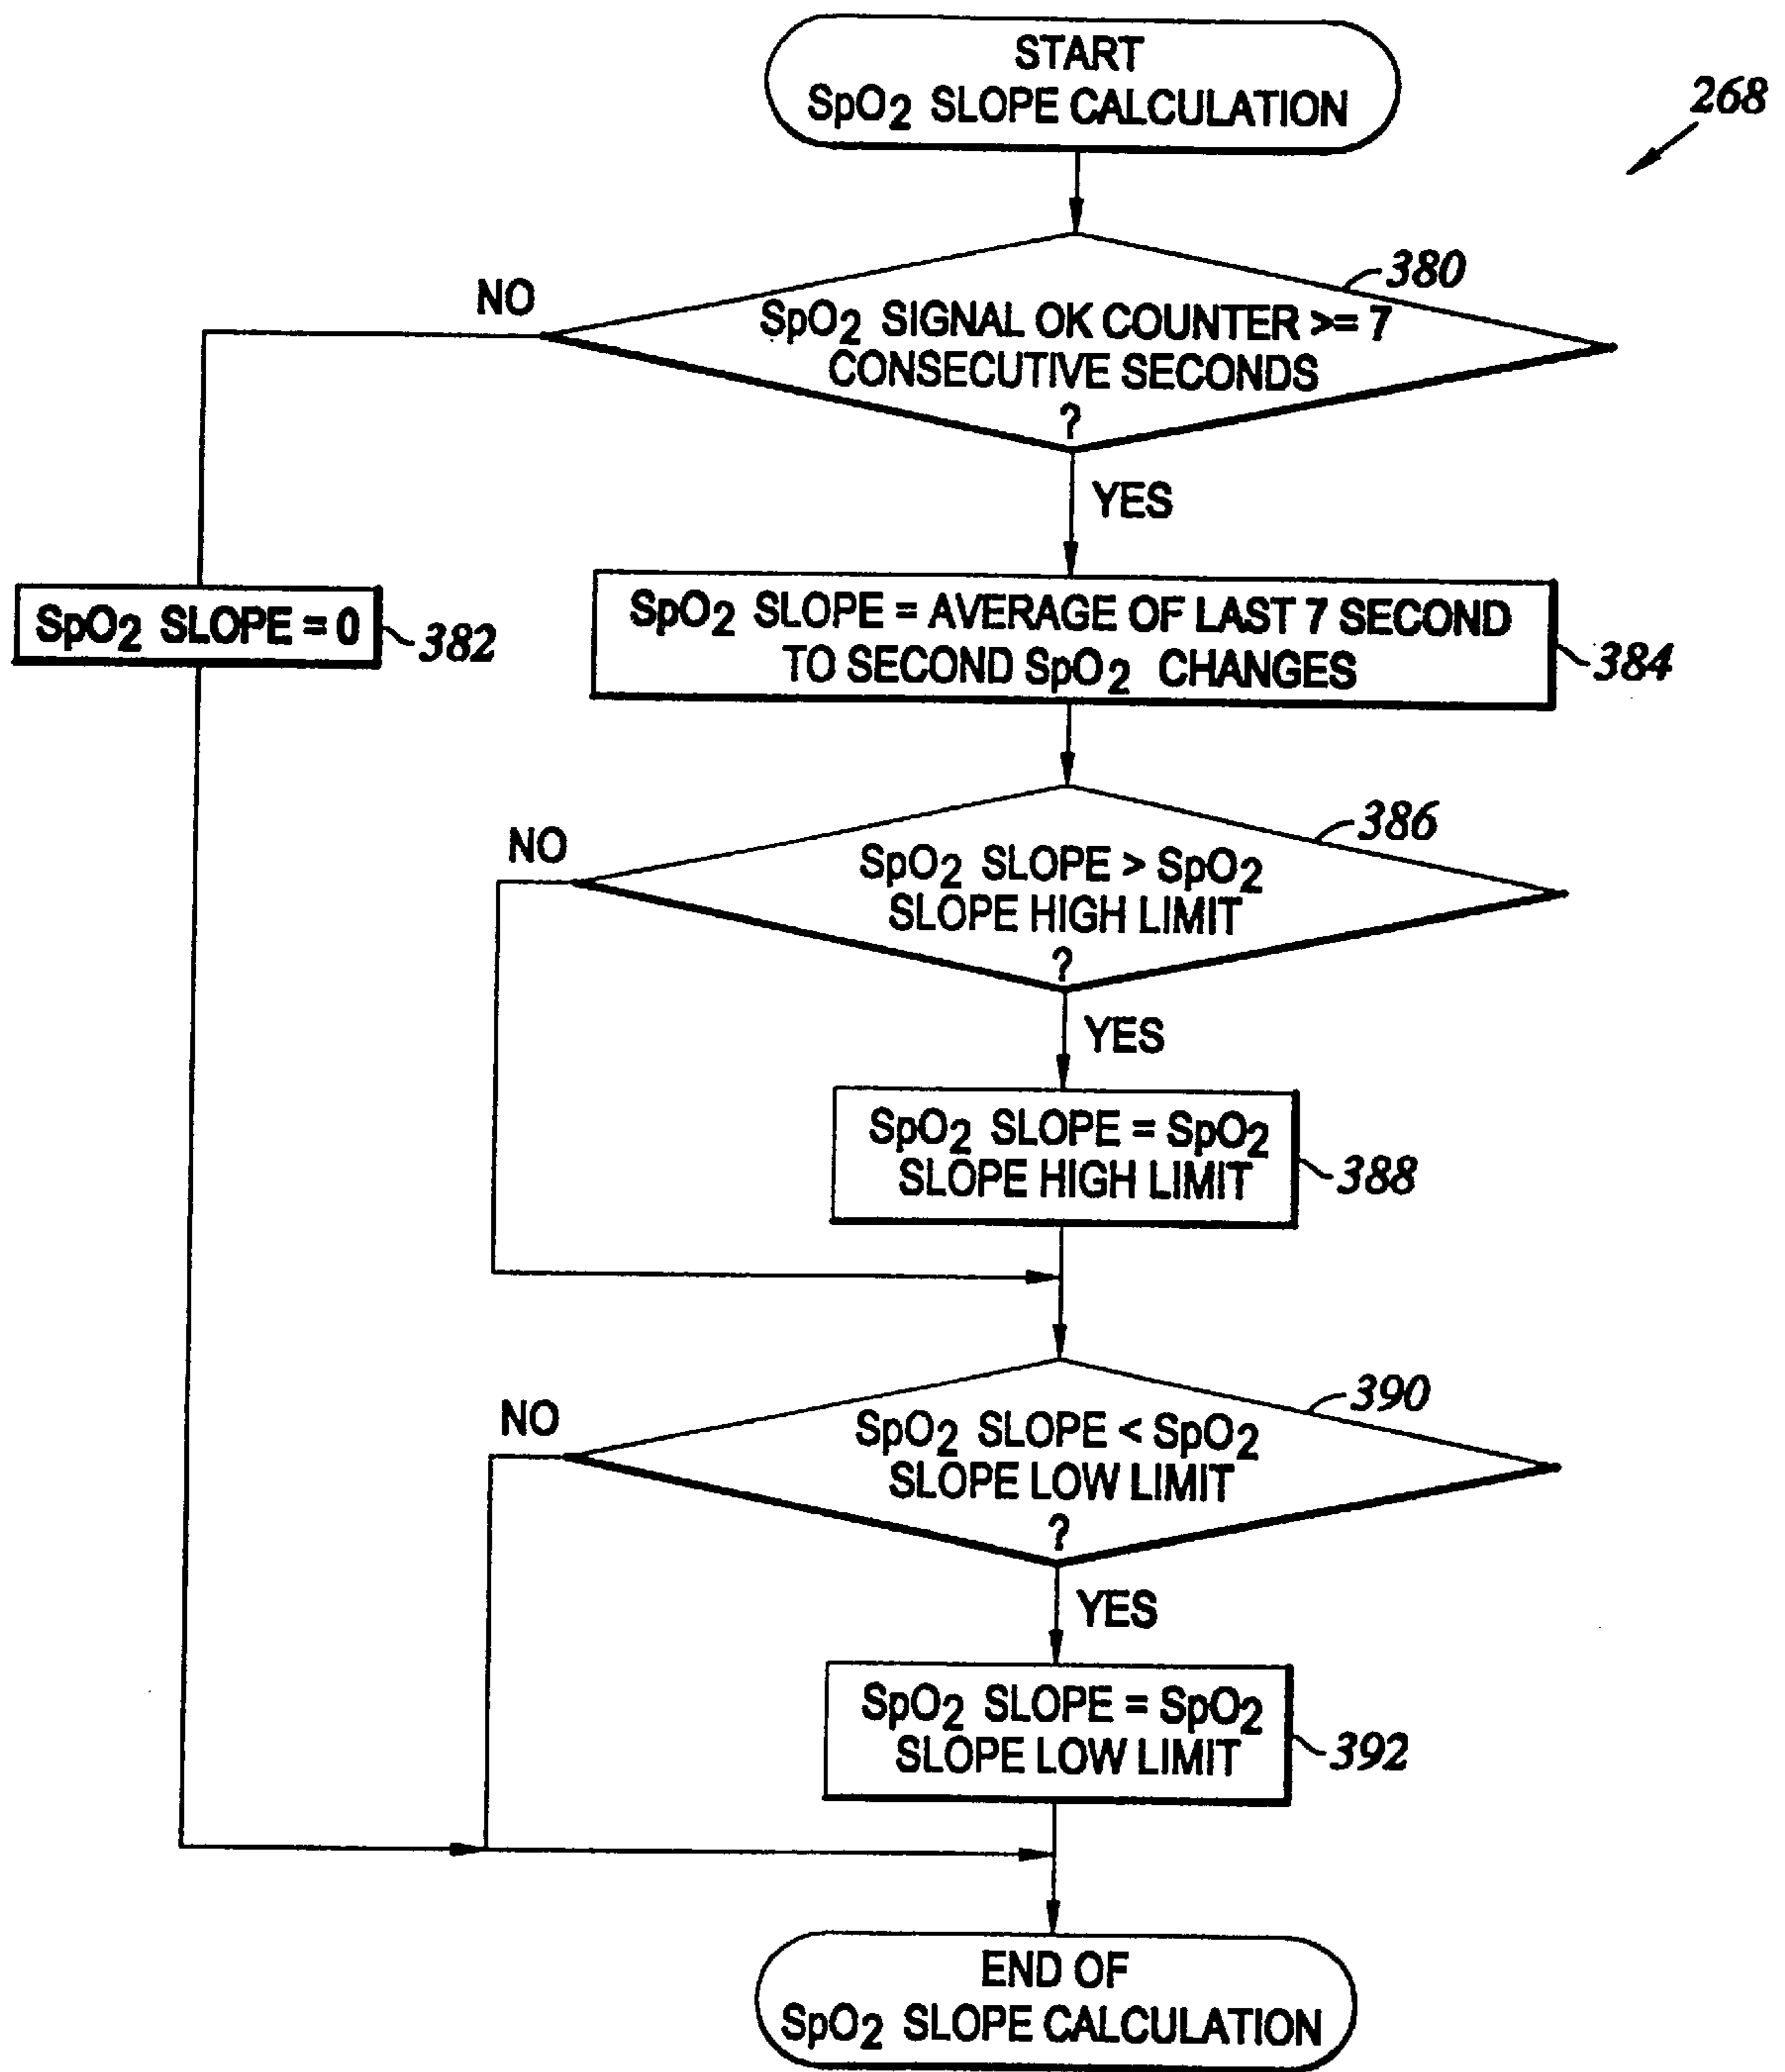 START
SpO2 SLOPE CALCULATION
268
380
NO
SpO2 SIGNAL OK COUNTER >= 7
CONSECUTIVE SECONDS
?
YES
SpO2 SLOPE = 0
382
SpO2 SLOPE = AVERAGE OF LAST 7 SECOND
TO SECOND SpO2 CHANGES
384
386
NO
SpO2 SLOPE > SpO2
SLOPE HIGH LIMIT
?
YES
SpO2 SLOPE = SpO2
SLOPE HIGH LIMIT
388
390
NO
SpO2 SLOPE < SpO2
SLOPE LOW LIMIT
?
YES
SpO2 SLOPE = SpO2
SLOPE LOW LIMIT
392
END OF
SpO2 SLOPE CALCULATION